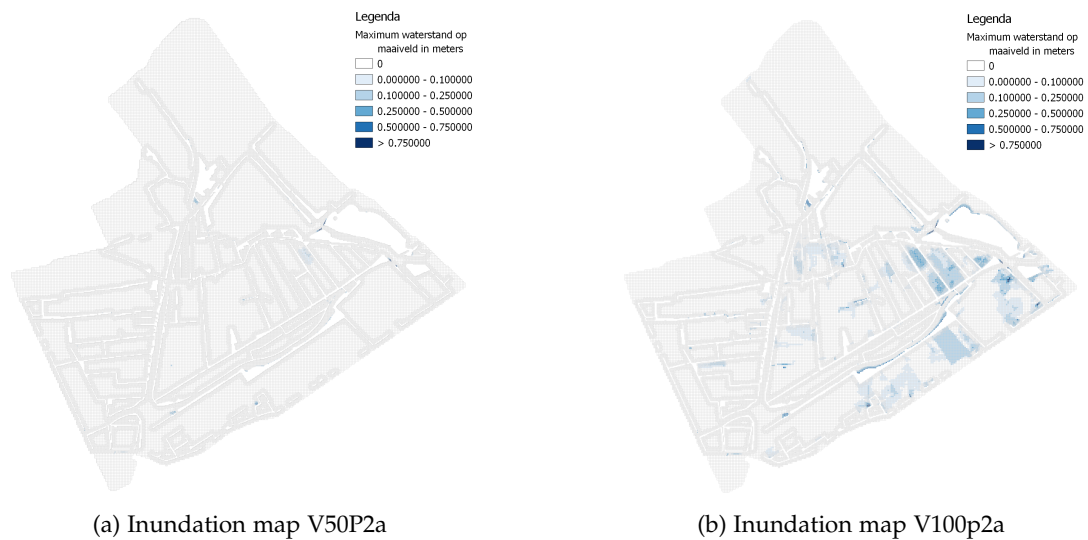 Legenda
Maximum waterstand op
maaiveld in meters
0
0.000000 - 0.100000
0.100000 - 0.250000
0.250000 - 0.500000
0.500000 - 0.750000
> 0.750000
Legenda
Maximum waterstand op
maaiveld in meters
0
0.000000 - 0.100000
0.100000 - 0.250000
0.250000 - 0.500000
0.500000 - 0.750000
> 0.750000
(a) Inundation map V50P2a
(b) Inundation map V100p2a